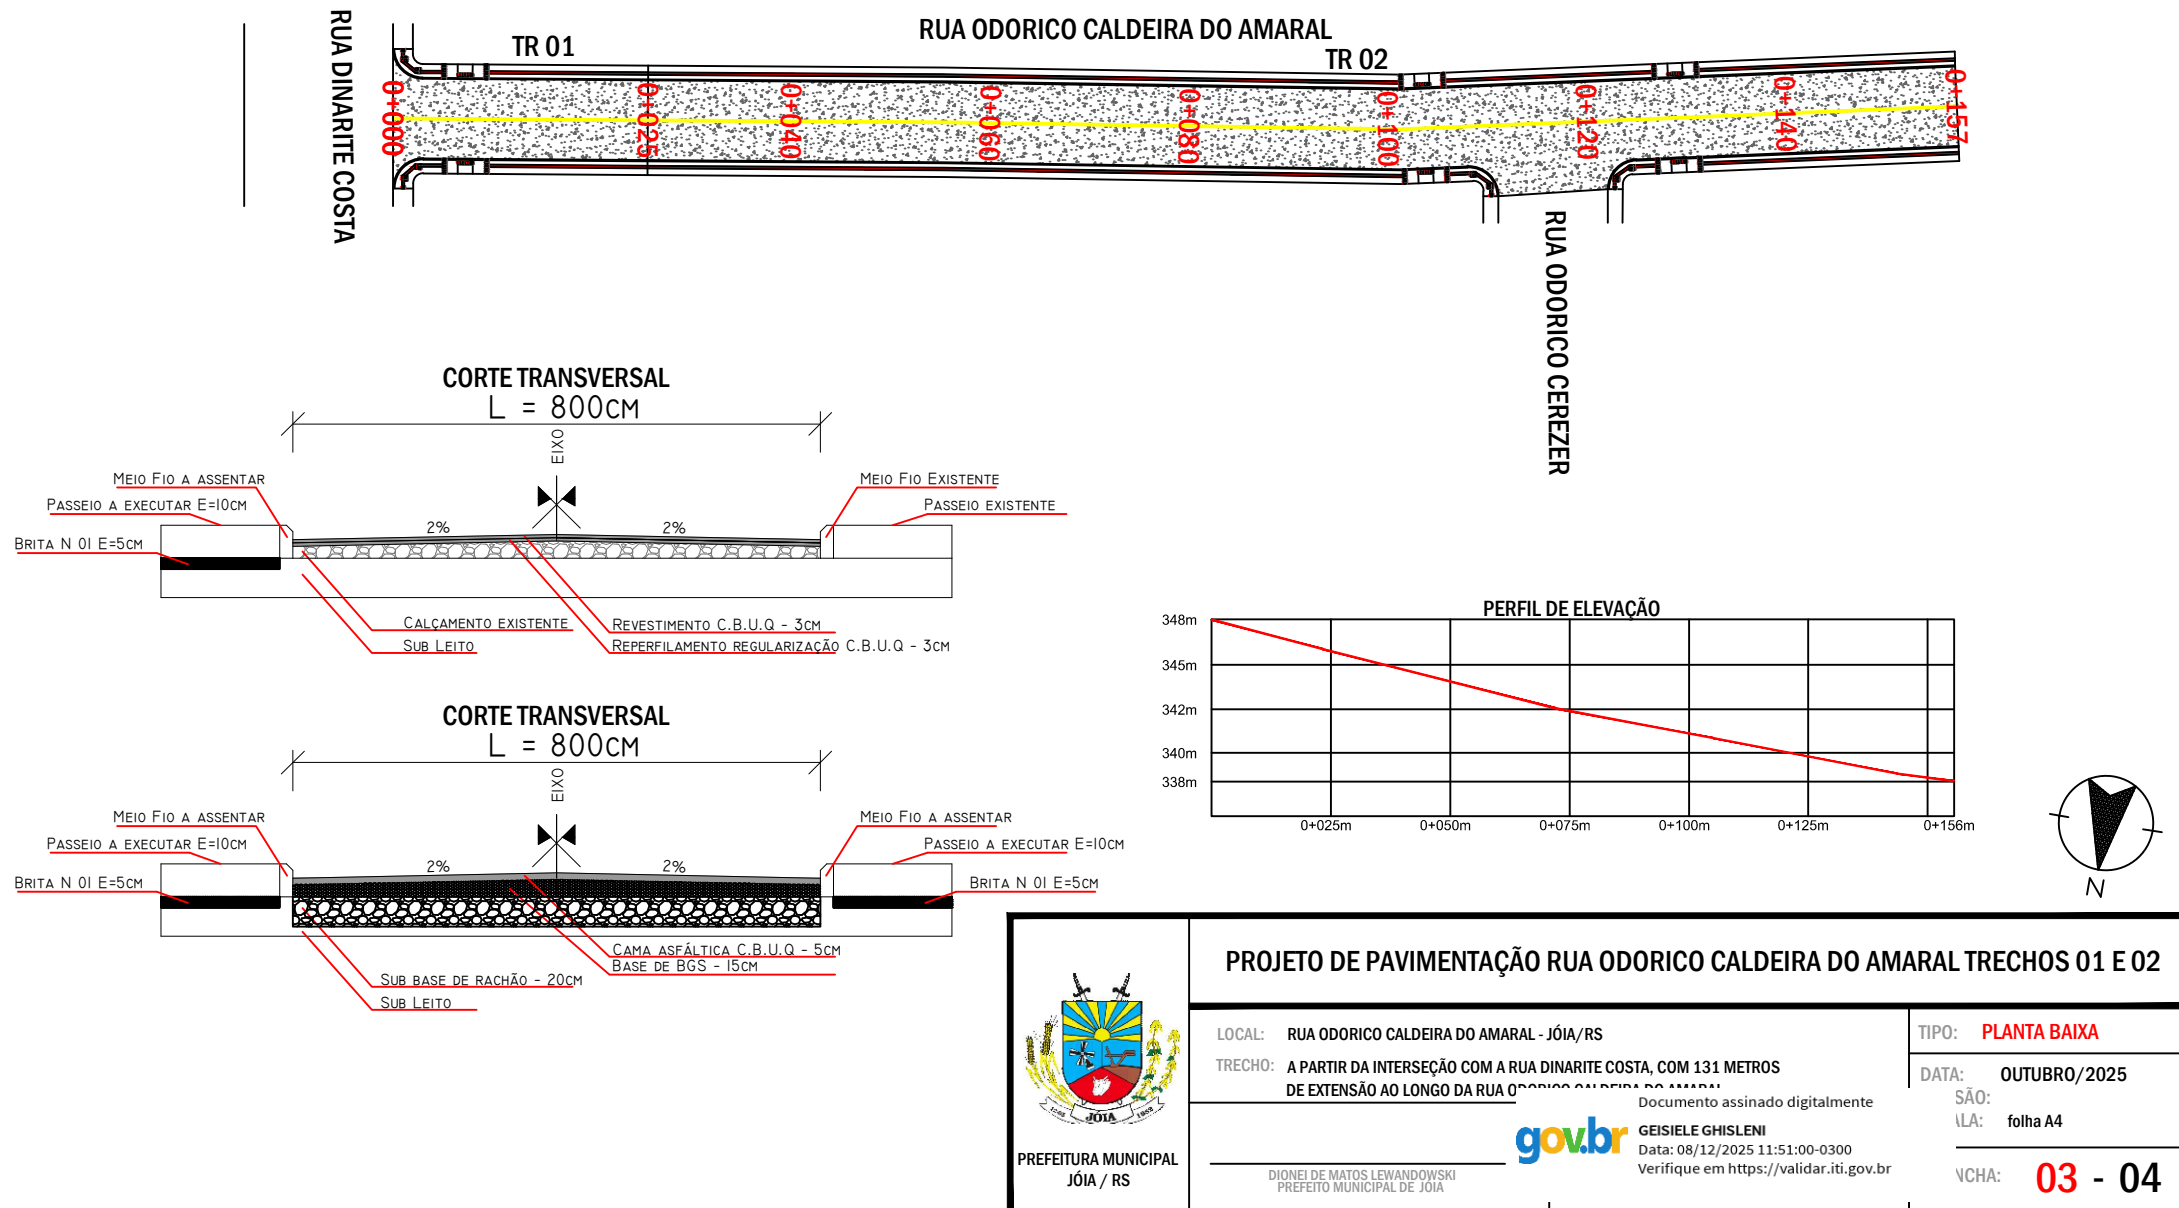 RUA ODORICO CALDEIRA DO AMARAL
RUA DINARITE COSTA
TR 01
TR 02
0+000
0+025
0+040
0+060
0+080
0+100
0+120
0+140
0+157
RUA ODORICO CEREZER
CORTE TRANSVERSAL
L = 800CM
EIXO
MEIO FIO A ASSENTAR
MEIO FIO EXISTENTE
PASSEIO A EXECUTAR E=10CM
PASSEIO EXISTENTE
2%
2%
BRITA N 01 E=5CM
CALÇAMENTO EXISTENTE
REVESTIMENTO C.B.U.Q - 3CM
SUB LEITO
REPERFILAMENTO REGULARIZAÇÃO C.B.U.Q - 3CM
CORTE TRANSVERSAL
L = 800CM
EIXO
MEIO FIO A ASSENTAR
MEIO FIO A ASSENTAR
PASSEIO A EXECUTAR E=10CM
PASSEIO A EXECUTAR E=10CM
2%
2%
BRITA N 01 E=5CM
BRITA N 01 E=5CM
CAMA ASFÁLTICA C.B.U.Q - 5CM
BASE DE BGS - 15CM
SUB BASE DE RACHÃO - 20CM
SUB LEITO
PERFIL DE ELEVAÇÃO
348m
345m
342m
340m
338m
0+025m
0+050m
0+075m
0+100m
0+125m
0+156m
N
PROJETO DE PAVIMENTAÇÃO RUA ODORICO CALDEIRA DO AMARAL TRECHOS 01 E 02
LOCAL: RUA ODORICO CALDEIRA DO AMARAL - JÓIA/RS
TRECHO: A PARTIR DA INTERSEÇÃO COM A RUA DINARITE COSTA, COM 131 METROS
DE EXTENSÃO AO LONGO DA RUA ODORICO CALDEIRA DO AMARAL
TIPO: PLANTA BAIXA
DATA: OUTUBRO/2025
SÃO:
ALA: folha A4
NCHA: 03 - 04
JÓIA
PREFEITURA MUNICIPAL
JÓIA / RS
DIONEI DE MATOS LEWANDOWSKI
PREFEITO MUNICIPAL DE JÓIA
gov.br
Documento assinado digitalmente
GEISIELE GHISLENI
Data: 08/12/2025 11:51:00-0300
Verifique em https://validar.iti.gov.br